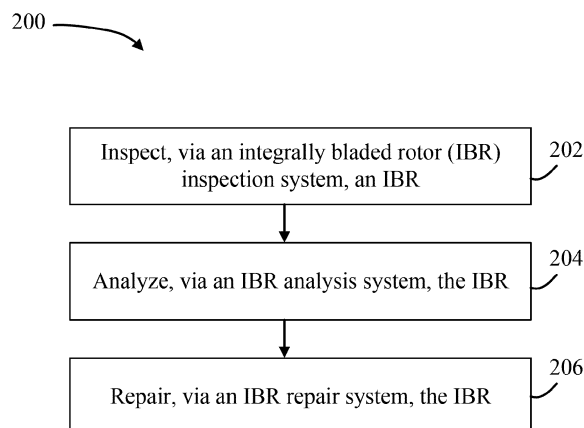 200
Inspect, via an integrally bladed rotor (IBR)
inspection system, an IBR
202
Analyze, via an IBR analysis system, the IBR
204
Repair, via an IBR repair system, the IBR
206